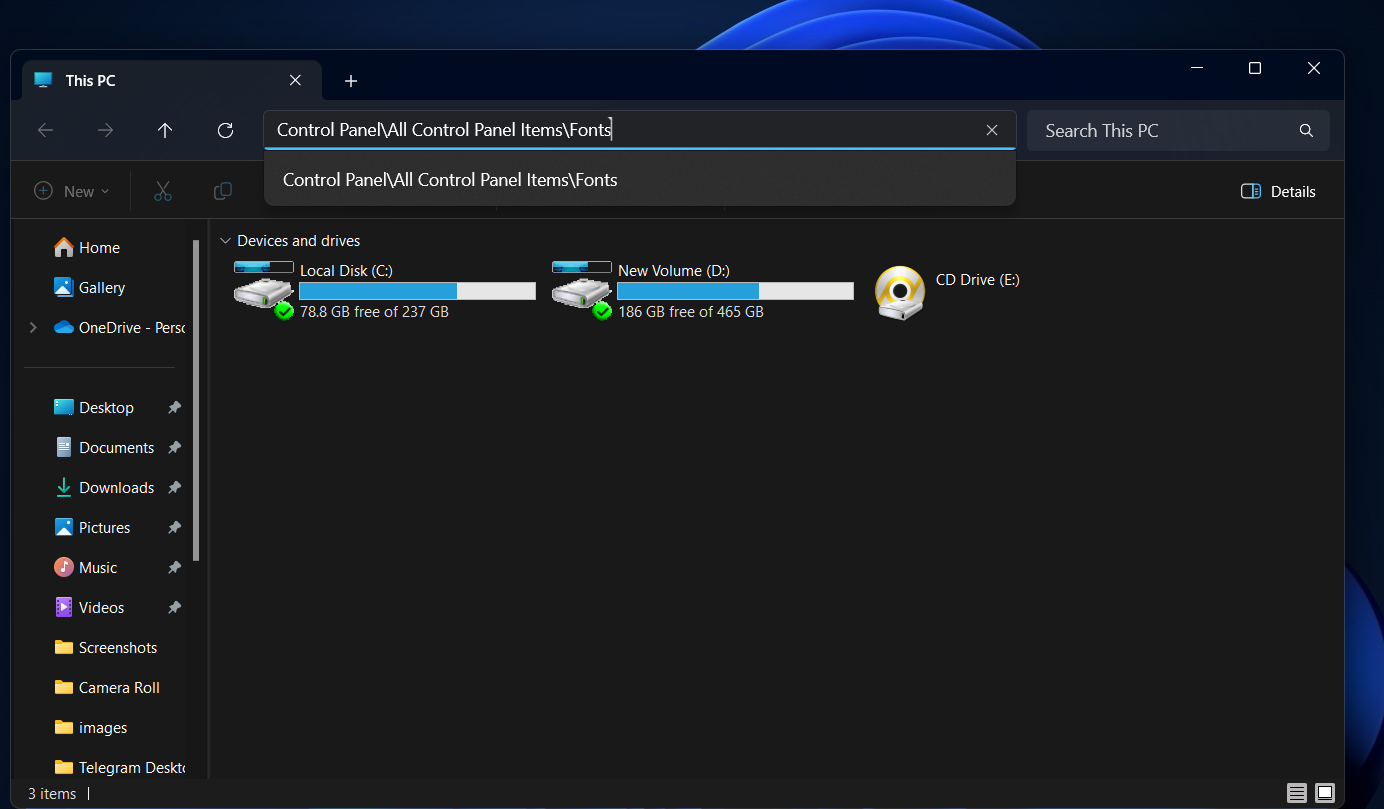 This PC
Control Panel\All Control Panel Items\Fonts
Search This PC
Control Panel\All Control Panel Items\Fonts
New
Details
Home
Gallery
OneDrive - Persc
Desktop
Documents
Downloads
Pictures
Music
Videos
Screenshots
Camera Roll
images
Telegram Deskto
Devices and drives
Local Disk (C:)
78.8 GB free of 237 GB
New Volume (D:)
186 GB free of 465 GB
CD Drive (E:)
3 items